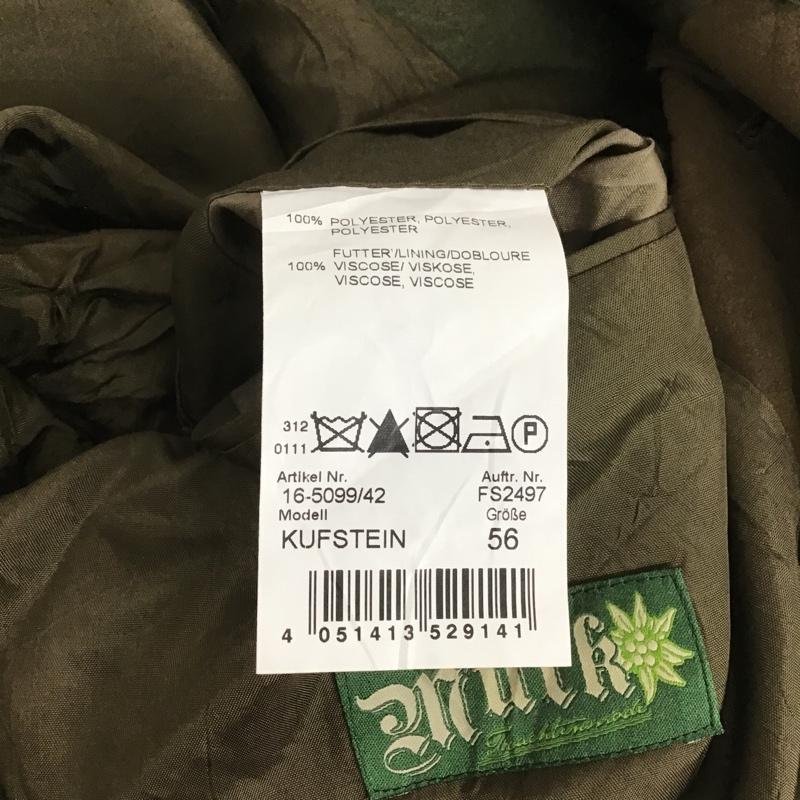 100% POLYESTER, POLYESTER,
POLYESTER
FUTTER/LINING/DOBLOURE
100% VISCOSE/ VISKOSE,
VISCOSE, VISCOSE
312
0111
P
Artikel Nr. Auftr. Nr.
16-5099/42 FS2497
Modell Größe
KUFSTEIN 56
4 051413 529141